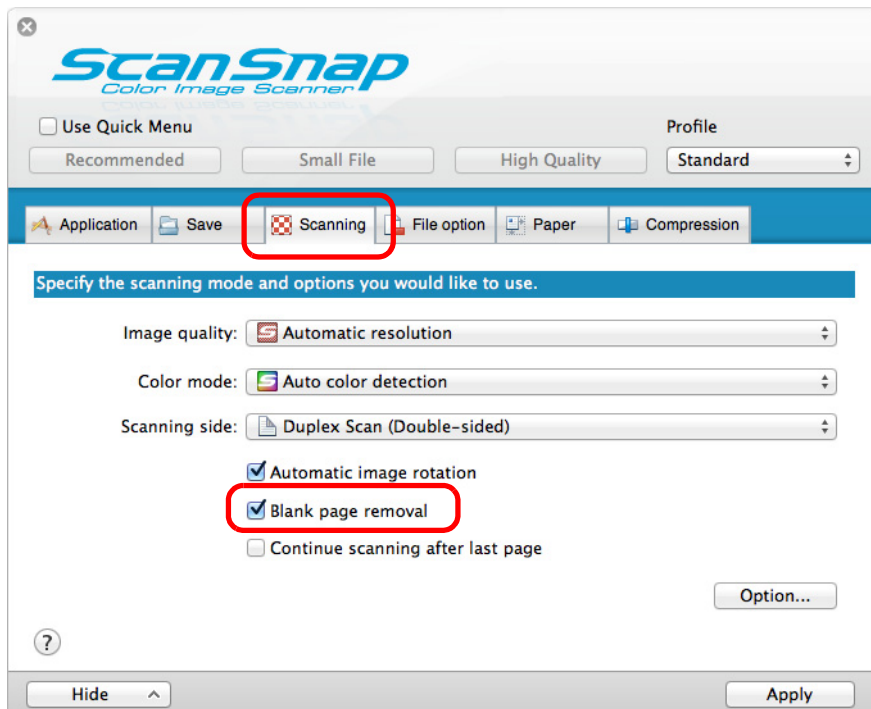 ScanSnap
Color Image Scanner
Use Quick Menu
Profile
Recommended Small File High Quality Standard
Application Save Scanning File option Paper Compression
Specify the scanning mode and options you would like to use.
Image quality: Automatic resolution
Color mode: Auto color detection
Scanning side: Duplex Scan (Double-sided)
Automatic image rotation
Blank page removal
Continue scanning after last page
Option...
?
Hide Apply